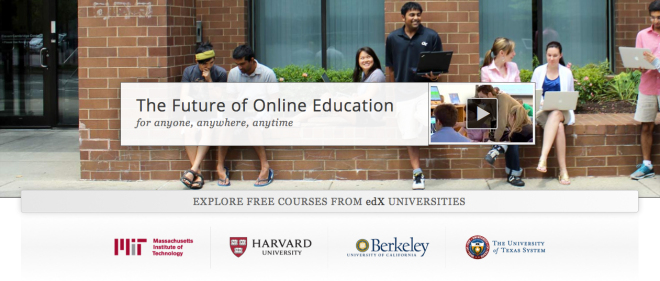 The Future of Online Education
for anyone, anywhere, anytime
EXPLORE FREE COURSES FROM edX UNIVERSITIES
MIT
Massachusetts
Institute of
Technology
HARVARD
UNIVERSITY
Berkeley
UNIVERSITY OF CALIFORNIA
THE UNIVERSITY
of TEXAS SYSTEM